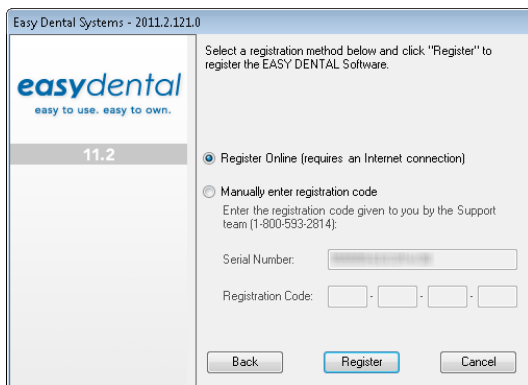 Easy Dental Systems - 2011.2.121.0
easydental
easy to use. easy to own.
11.2
Select a registration method below and click "Register" to
register the EASY DENTAL Software.
Register Online (requires an Internet connection)
Manually enter registration code
Enter the registration code given to you by the Support
team (1-800-593-2814):
Serial Number:
Registration Code:
- - -
Back
Register
Cancel